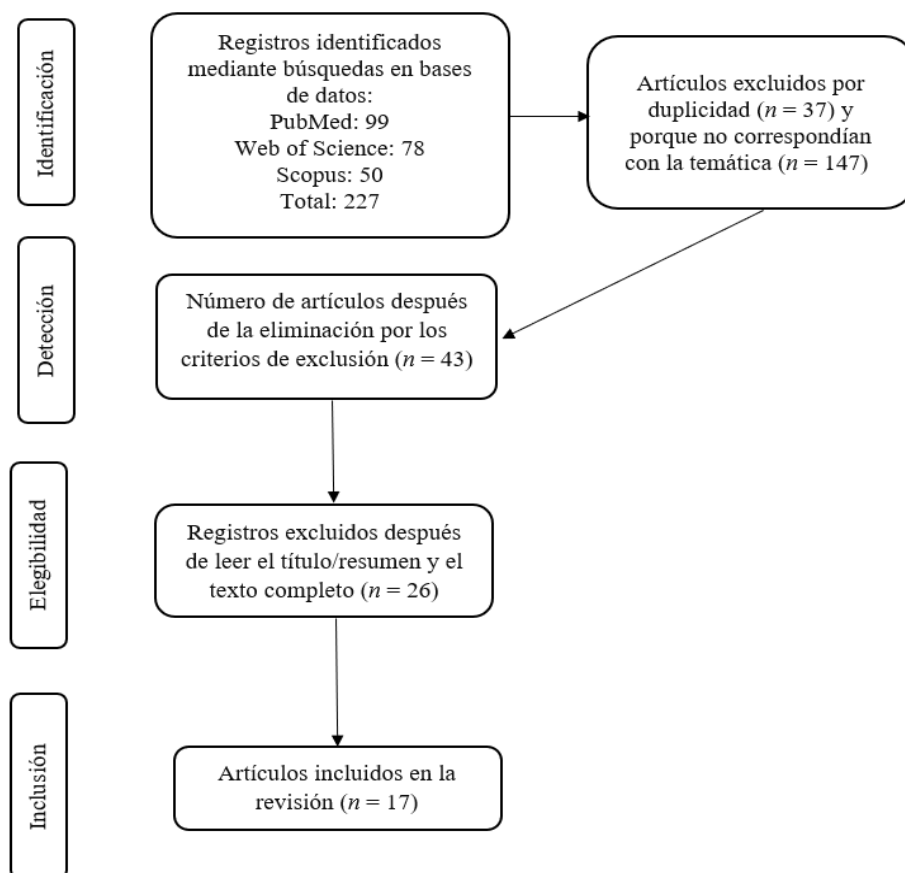 Identificación
Registros identificados
mediante búsquedas en bases
de datos:
PubMed: 99
Web of Science: 78
Scopus: 50
Total: 227
Artículos excluidos por
duplicidad (n = 37) y
porque no correspondían
con la temática (n = 147)
Detección
Número de artículos después
de la eliminación por los
criterios de exclusión (n = 43)
Elegibilidad
Registros excluidos después
de leer el título/resumen y el
texto completo (n = 26)
Inclusión
Artículos incluidos en la
revisión (n = 17)